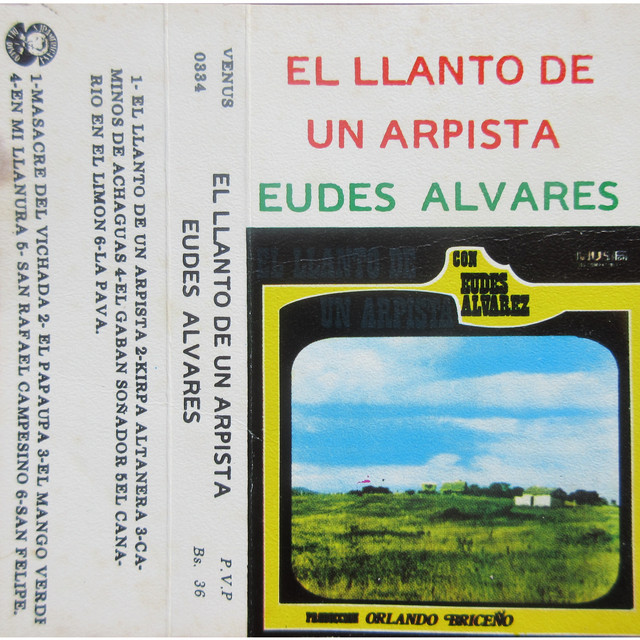 EL LLANTO DE
UN ARPISTA
EUDES ALVARES
EL LLANTO DE
UN ARPISTA
CON
EUDES
ALVAREZ
ORLANDO BRICEÑO
VENUS
0334
EL LLANTO DE UN ARPISTA
EUDES ALVARES
P.V.P
Bs. 36
1- EL LLANTO DE UN ARPISTA 2-KIRPA ALTANERA 3-CA-
MINOS DE ACHAGUAS 4-EL GABAN SOÑADOR 5EL CANA-
RIO EN EL LIMON 6-LA PAVA.
1-MASACRE DEL VICHADA 2- EL PAPAUPA 3-EL MANGO VERDE
4-EN MI LLANURA 5- SAN RAFAEL CAMPESINO 6-SAN FELIPE.